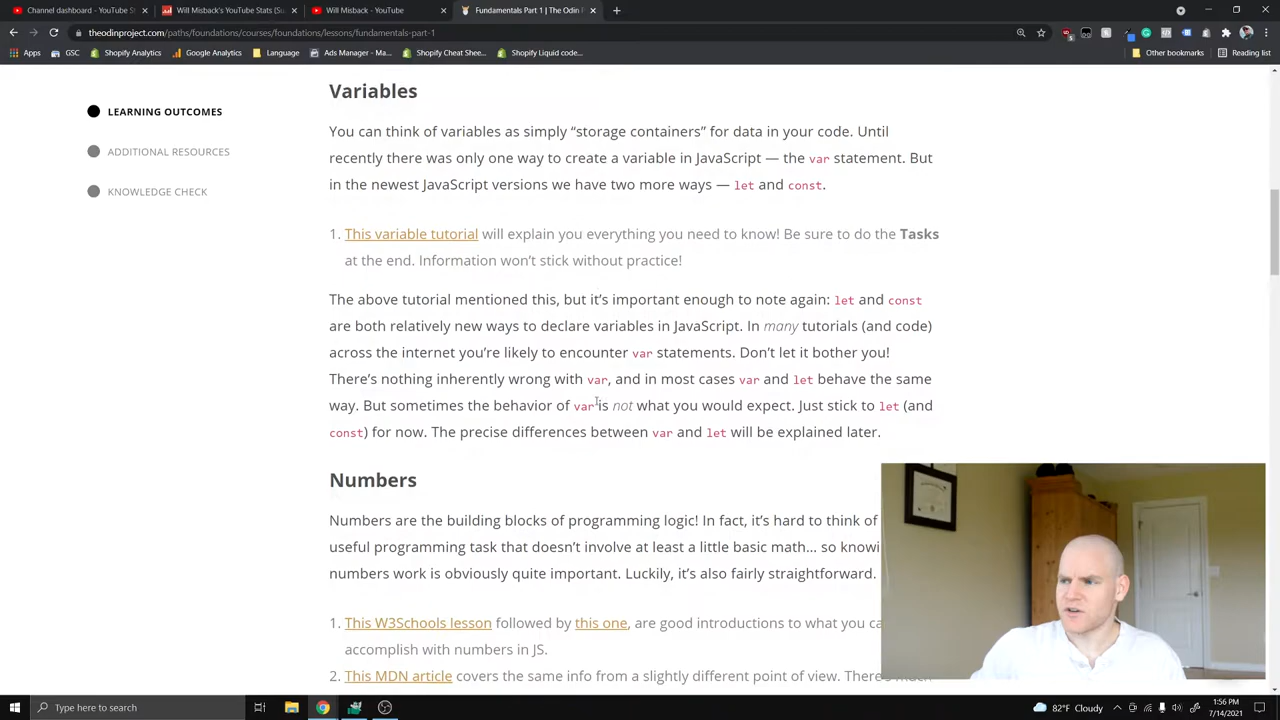 Channel dashboard - YouTube St
Will Misback's YouTube Stats (Su
Will Misback - YouTube
Fundamentals Part 1 | The Odin P
theodinproject.com/paths/foundations/courses/foundations/lessons/fundamentals-part-1
Apps
GSC
Shopify Analytics
Google Analytics
Language
Ads Manager - Ma...
Shopify Cheat Shee...
Shopify Liquid code...
Other bookmarks
Reading list
LEARNING OUTCOMES
ADDITIONAL RESOURCES
KNOWLEDGE CHECK
Variables
You can think of variables as simply “storage containers” for data in your code. Until
recently there was only one way to create a variable in JavaScript — the var statement. But
in the newest JavaScript versions we have two more ways — let and const.
1. This variable tutorial will explain you everything you need to know! Be sure to do the Tasks
at the end. Information won’t stick without practice!
The above tutorial mentioned this, but it’s important enough to note again: let and const
are both relatively new ways to declare variables in JavaScript. In many tutorials (and code)
across the internet you’re likely to encounter var statements. Don’t let it bother you!
There’s nothing inherently wrong with var, and in most cases var and let behave the same
way. But sometimes the behavior of var is not what you would expect. Just stick to let (and
const) for now. The precise differences between var and let will be explained later.
Numbers
Numbers are the building blocks of programming logic! In fact, it’s hard to think of
useful programming task that doesn’t involve at least a little basic math... so knowi
numbers work is obviously quite important. Luckily, it’s also fairly straightforward.
1. This W3Schools lesson followed by this one, are good introductions to what you ca
accomplish with numbers in JS.
2. This MDN article covers the same info from a slightly different point of view. There’s much
Type here to search
82°F Cloudy
1:56 PM
7/14/2021